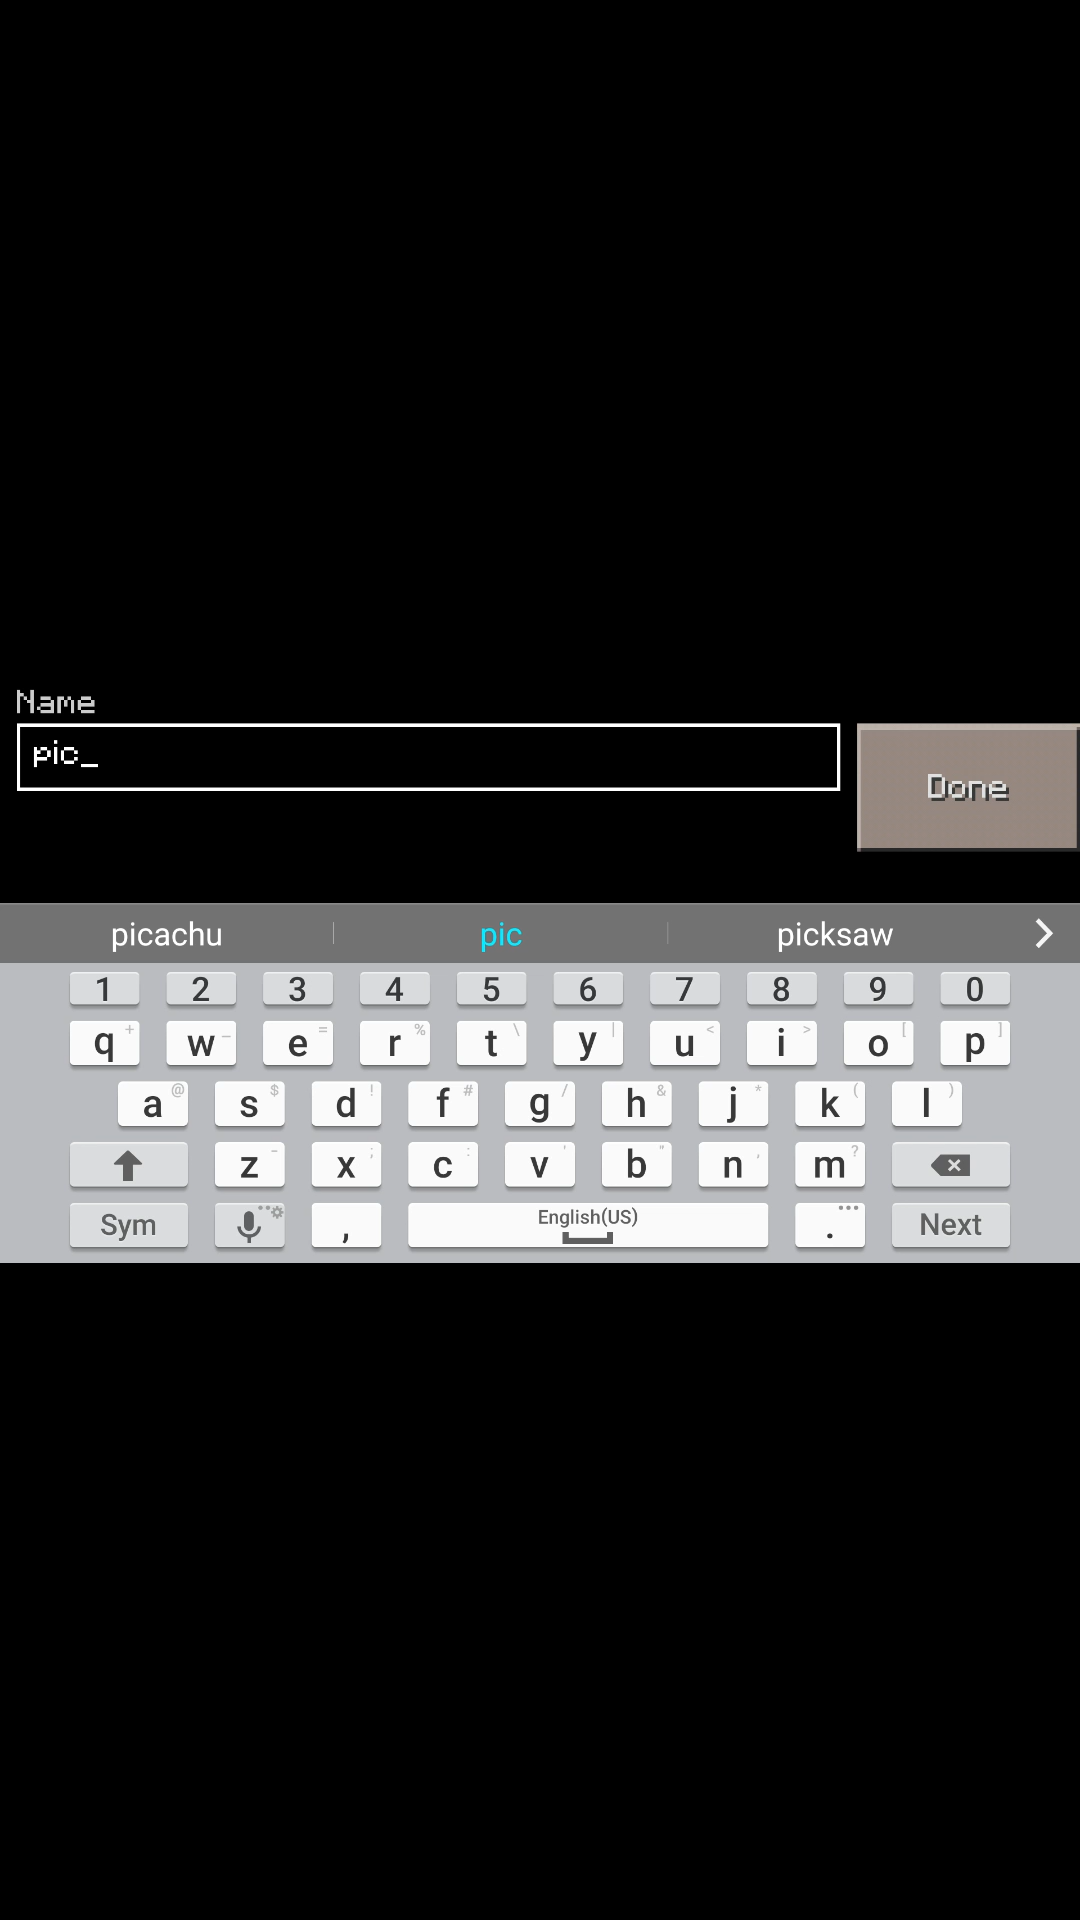 Name
pic_
Done
picachu pic picksaw
1 2 3 4 5 6 7 8 9 0
q + w _ e = r % t \ y | u < i > o [ p ]
a @ s $ d ! f # g / h & j * k ( l )
z - x ; c : v ' b " n , m ?
Sym , English(US) . Next